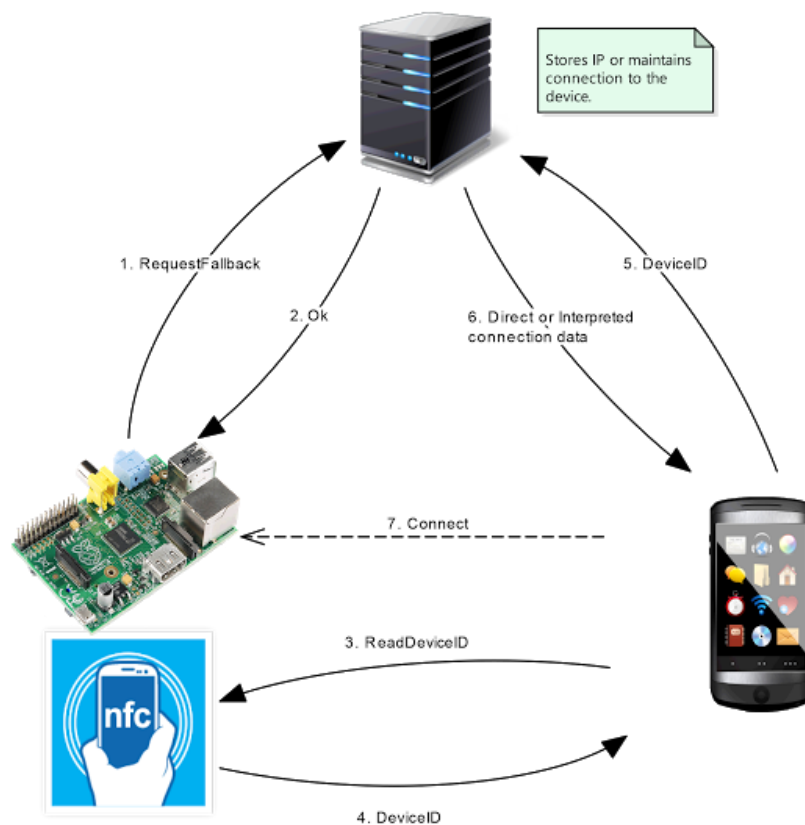 Stores IP or maintains
connection to the
device.
1. RequestFallback
5. DeviceID
2. Ok
6. Direct or Interpreted
connection data
7. Connect
3. ReadDeviceID
nfc
4. DeviceID